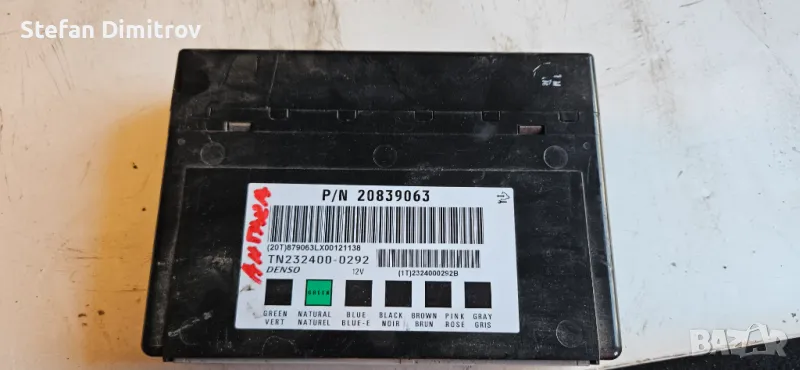 Stefan Dimitrov
P/N 20839063
(20T)879063LX00121138
TN232400-0292
DENSO 12V (1T)2324000292B
GREEN NATURAL BLUE BLACK BROWN PINK GRAY
VERT NATUREL BLUE-E NOIR BRUN ROSE GRIS
BAZAR